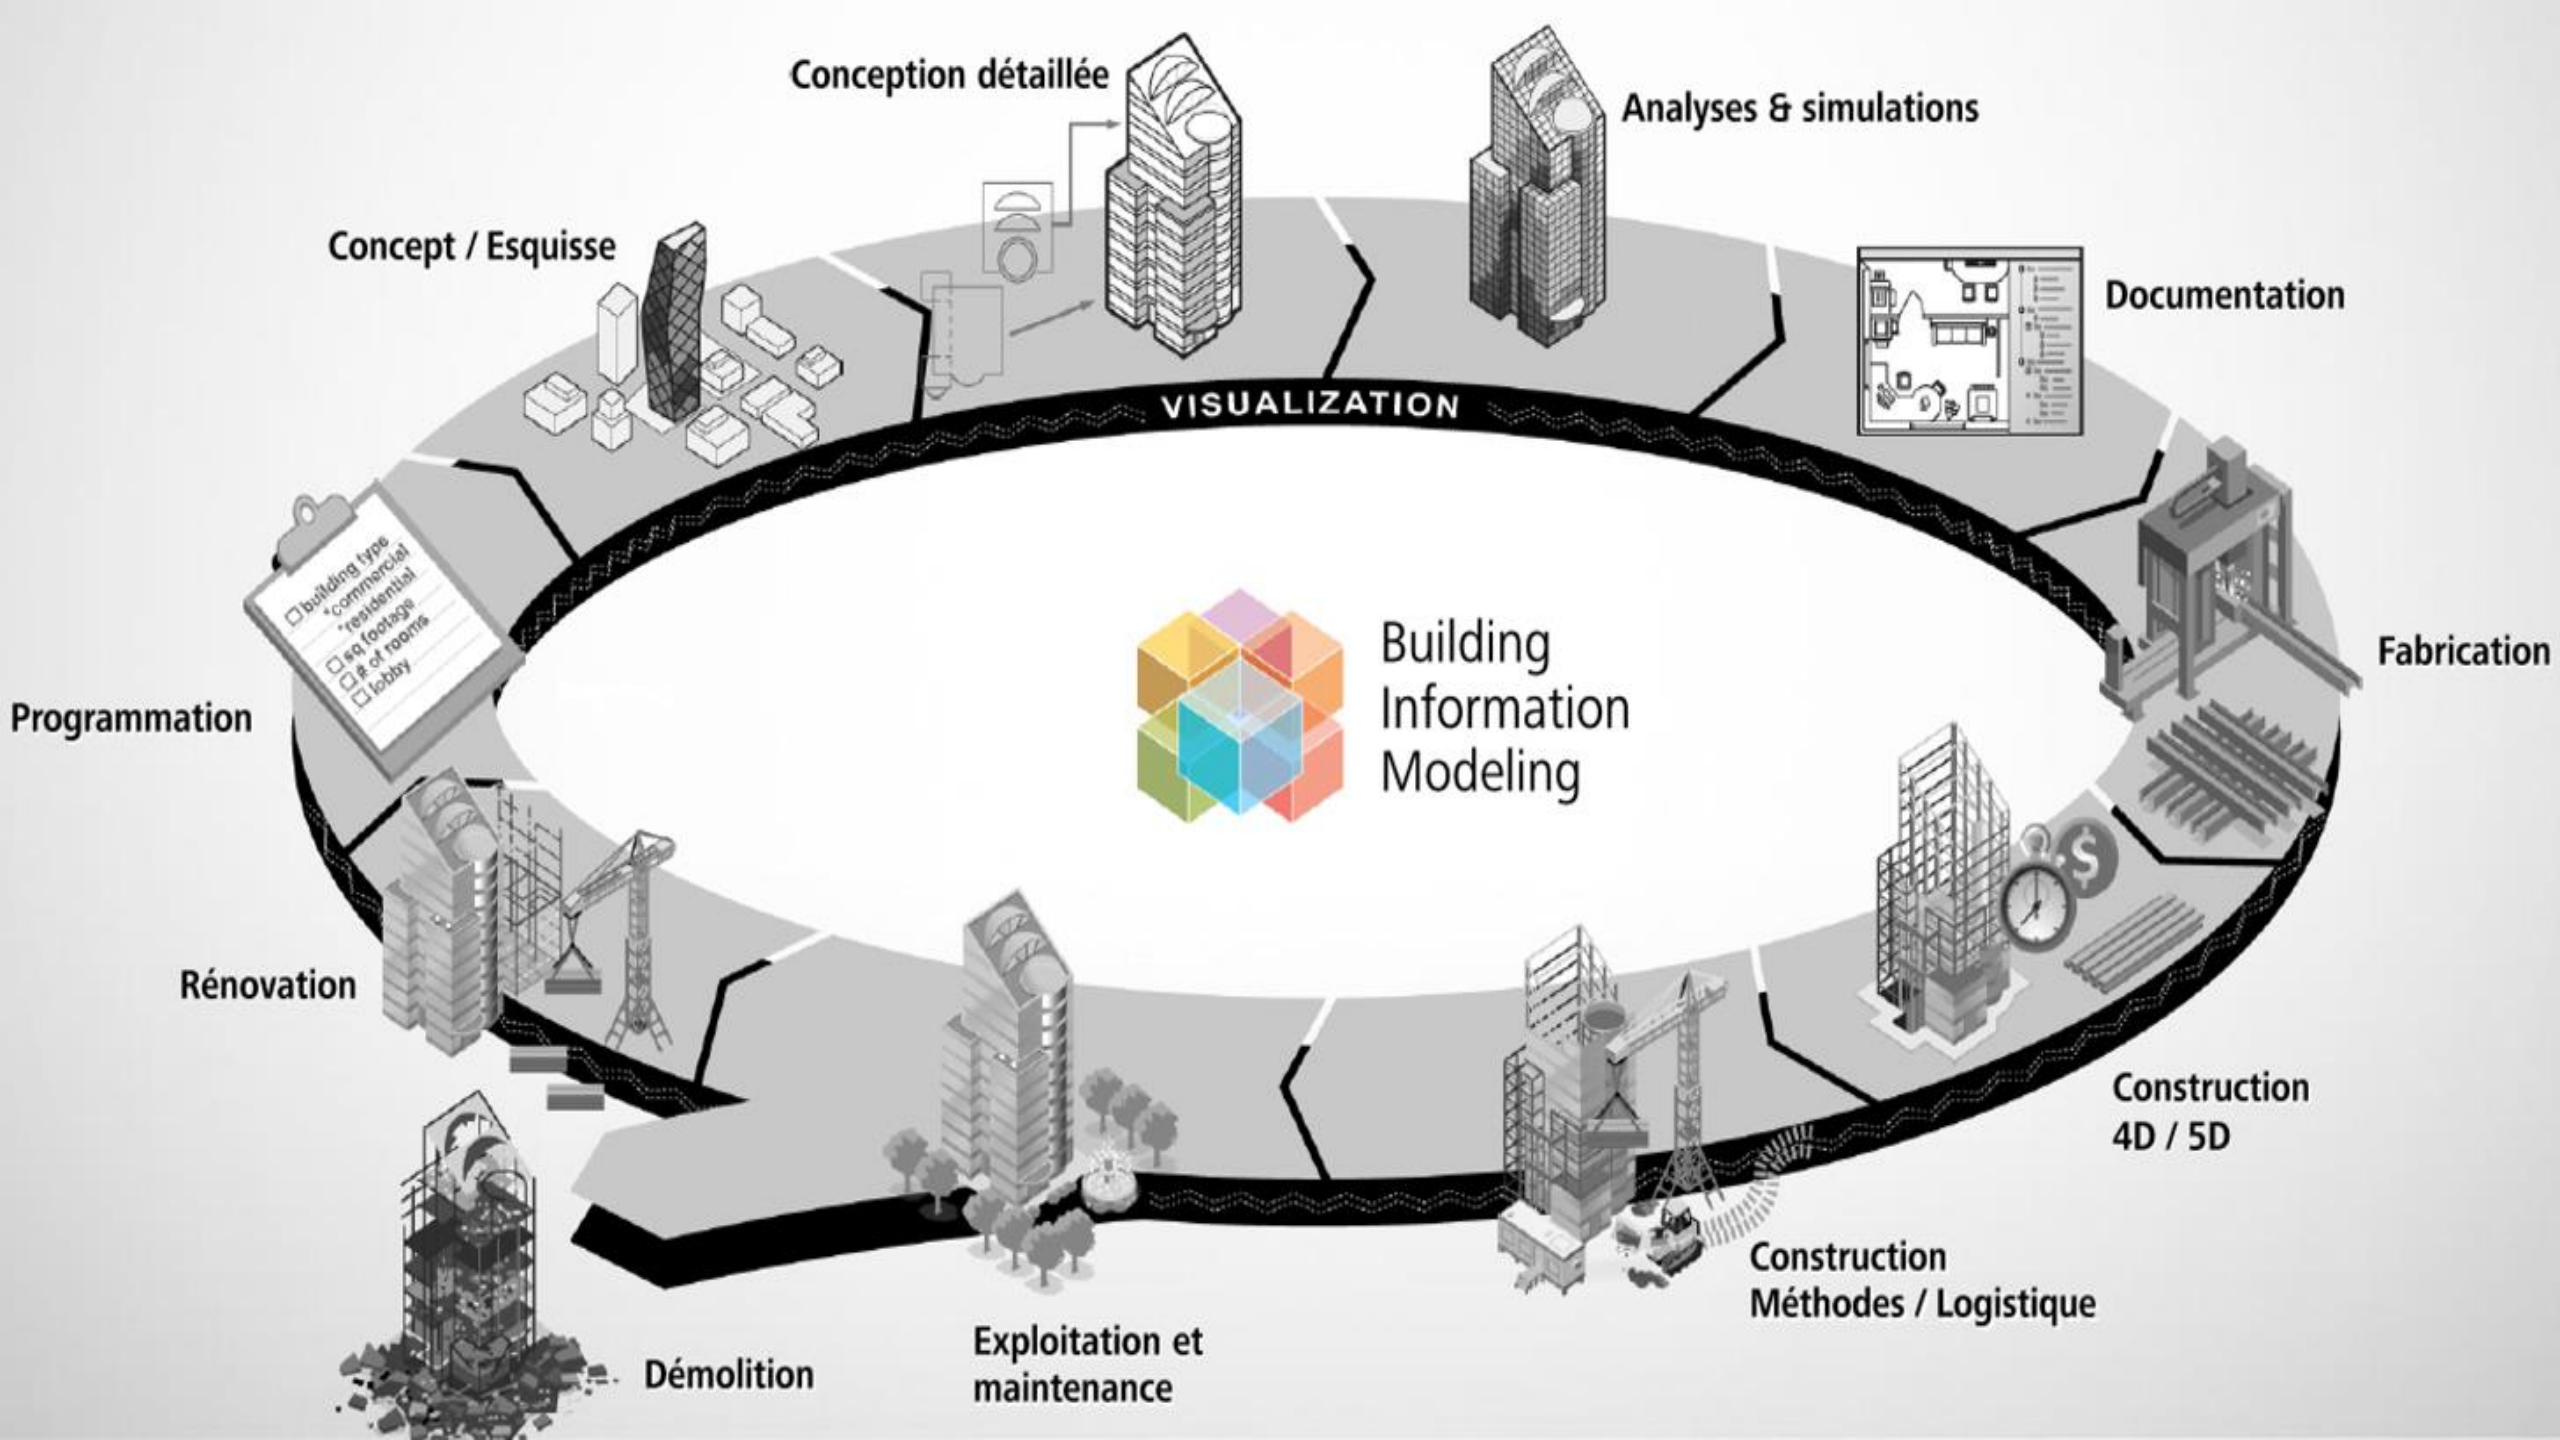 Conception détaillée
Analyses & simulations
Concept / Esquisse
Documentation
VISUALIZATION
building type
*commercial
*residential
sq footage
# of rooms
lobby
Programmation
Building
Information
Modeling
Fabrication
$
Rénovation
Construction
4D / 5D
Construction
Méthodes / Logistique
Exploitation et
maintenance
Démolition